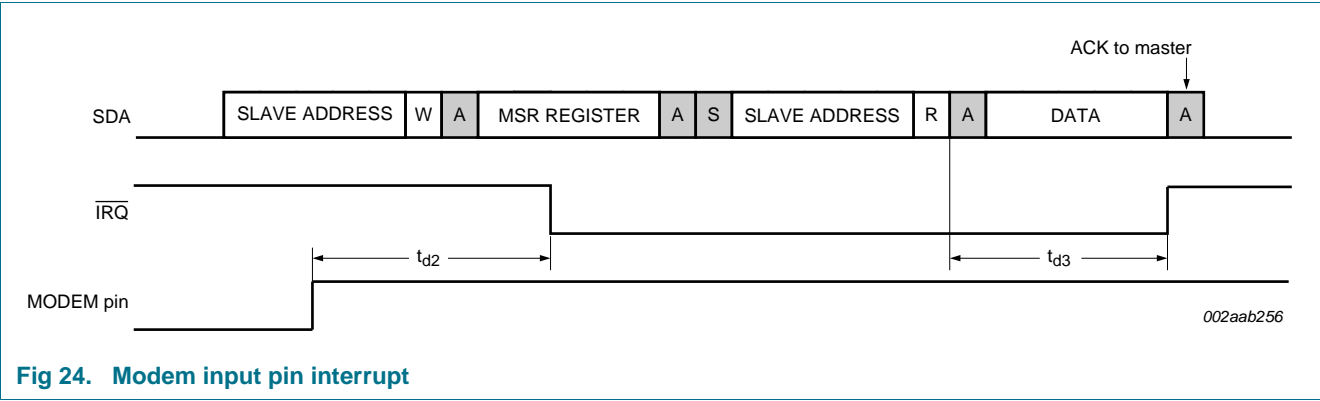 ACK to master
SDA SLAVE ADDRESS W A MSR REGISTER A S SLAVE ADDRESS R A DATA A
IRQ
td2 td3
MODEM pin
002aab256
Fig 24. Modem input pin interrupt